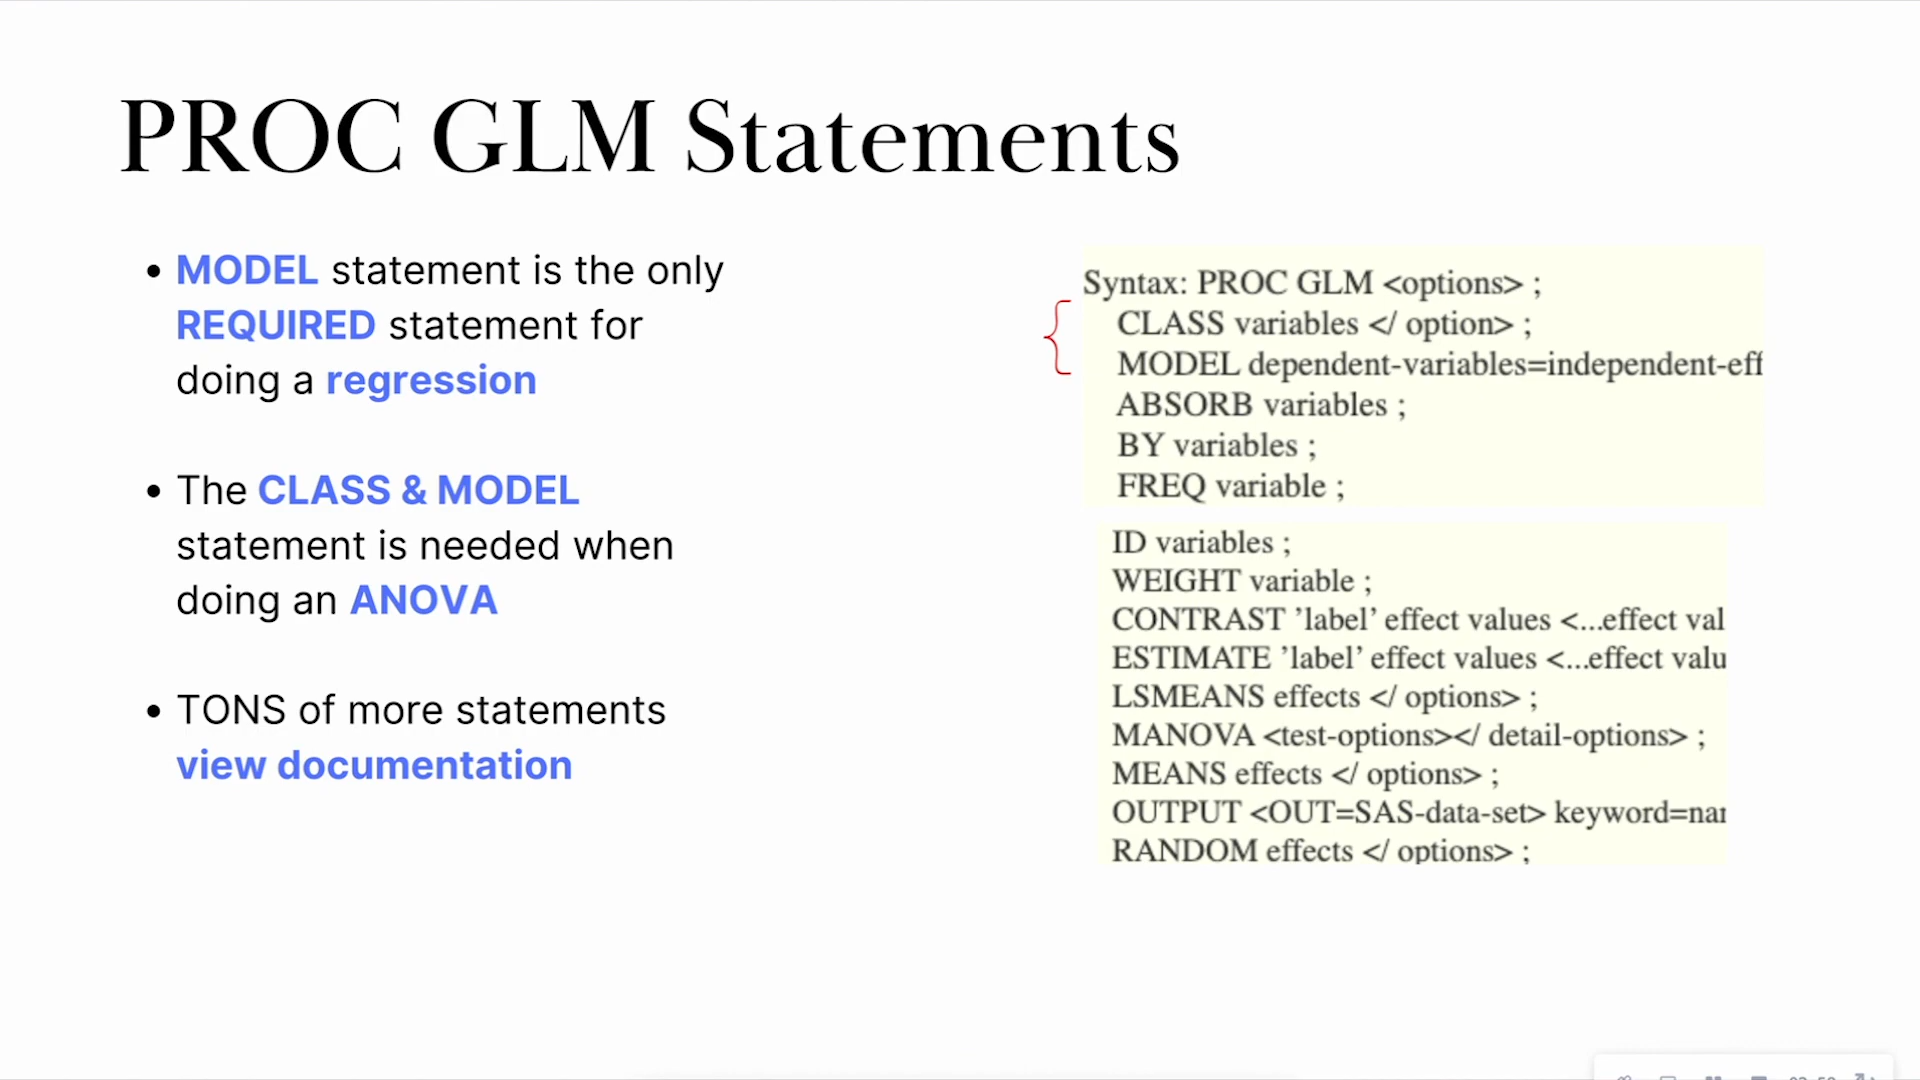 PROC GLM Statements
• MODEL statement is the only
REQUIRED statement for
doing a regression
• The CLASS & MODEL
statement is needed when
doing an ANOVA
• TONS of more statements
view documentation
Syntax: PROC GLM <options> ;
CLASS variables </ option> ;
MODEL dependent-variables=independent-eff
ABSORB variables ;
BY variables ;
FREQ variable ;
ID variables ;
WEIGHT variable ;
CONTRAST ’label’ effect values <...effect val
ESTIMATE ’label’ effect values <...effect valu
LSMEANS effects </ options> ;
MANOVA <test-options></ detail-options> ;
MEANS effects </ options> ;
OUTPUT <OUT=SAS-data-set> keyword=nar
RANDOM effects </ options> ;